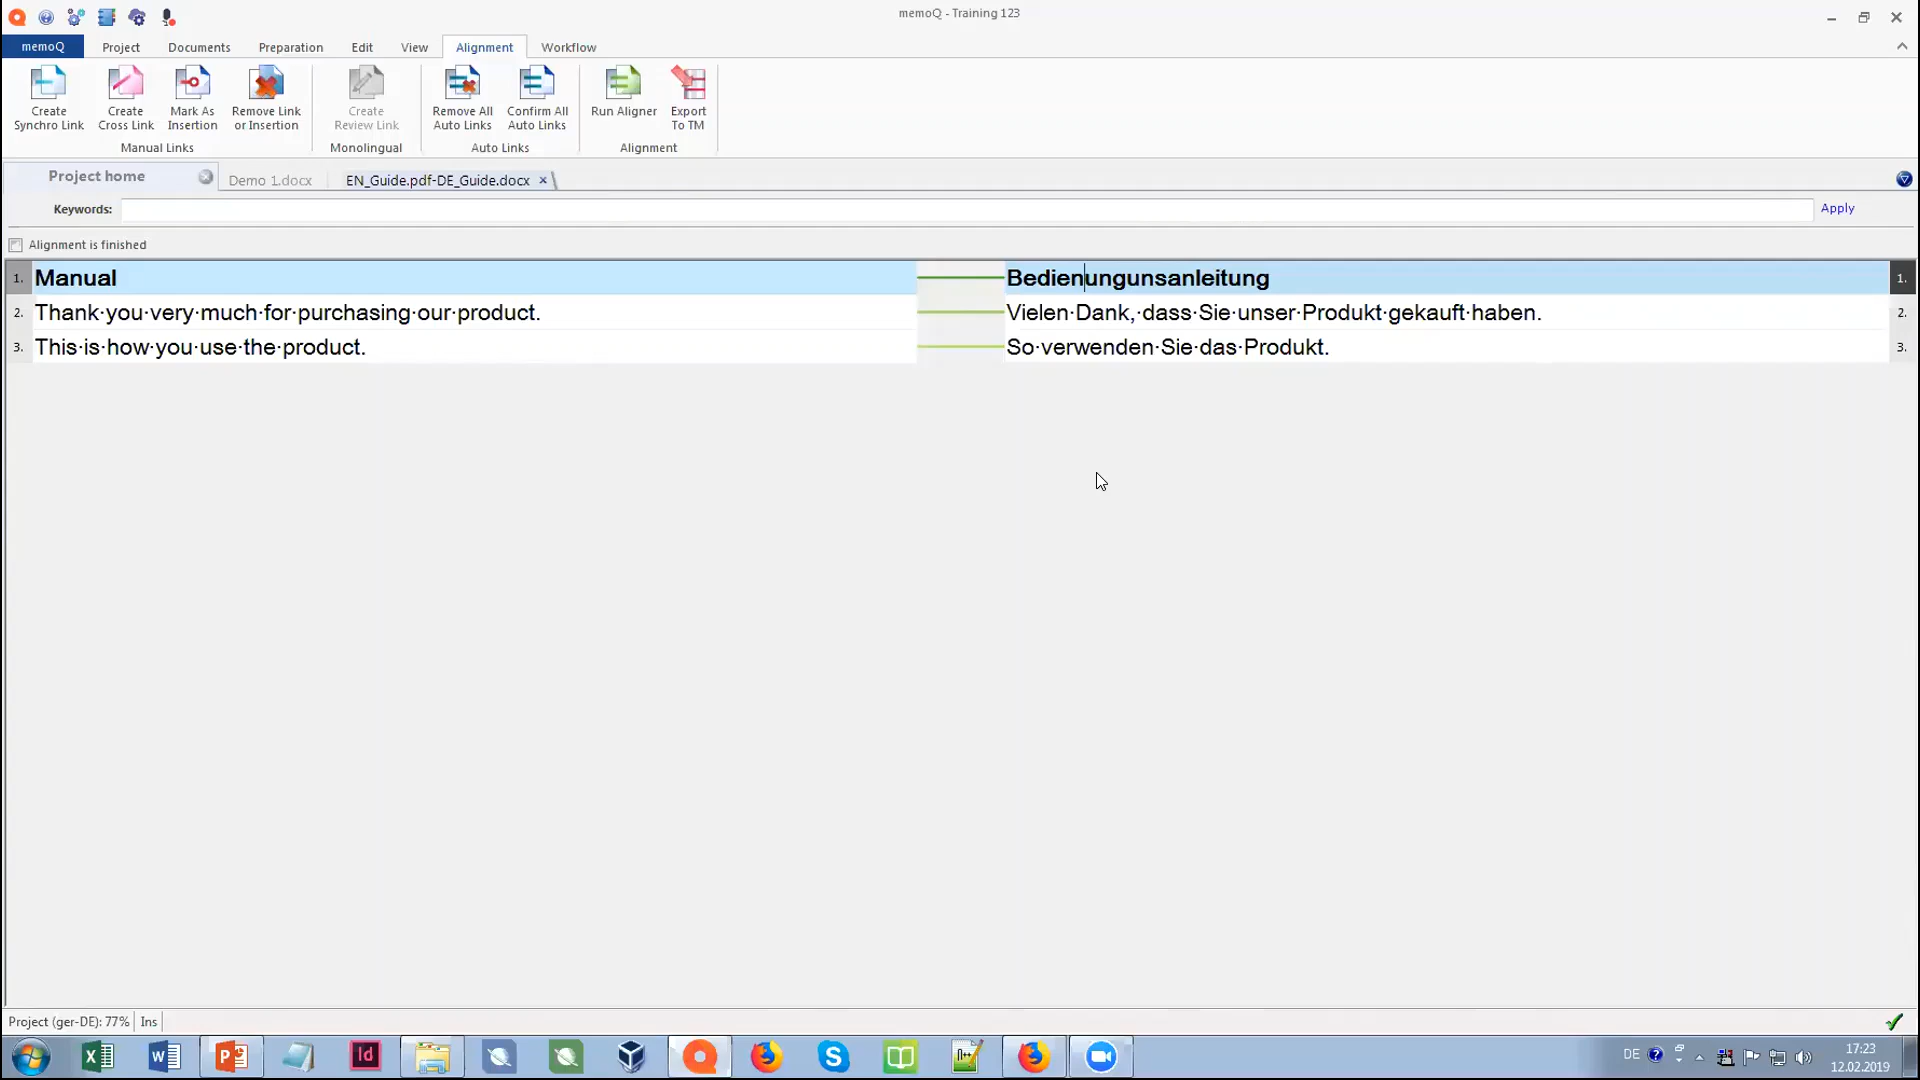 memoQ - Training 123
memoQ Project Documents Preparation Edit View Alignment Workflow
Create Synchro Link
Create Cross Link
Mark As Insertion
Remove Link or Insertion
Create Review Link
Remove All Auto Links
Confirm All Auto Links
Run Aligner
Export To TM
Manual Links Monolingual Auto Links Alignment
Project home Demo 1.docx EN_Guide.pdf-DE_Guide.docx
Keywords: Apply
Alignment is finished
1. Manual Bedienungunsanleitung 1.
2. Thank·you·very·much·for·purchasing·our·product. Vielen·Dank,·dass·Sie·unser·Produkt·gekauft·haben. 2.
3. This·is·how·you·use·the·product. So·verwenden·Sie·das·Produkt. 3.
Project (ger-DE): 77% Ins
DE 17:23
12.02.2019